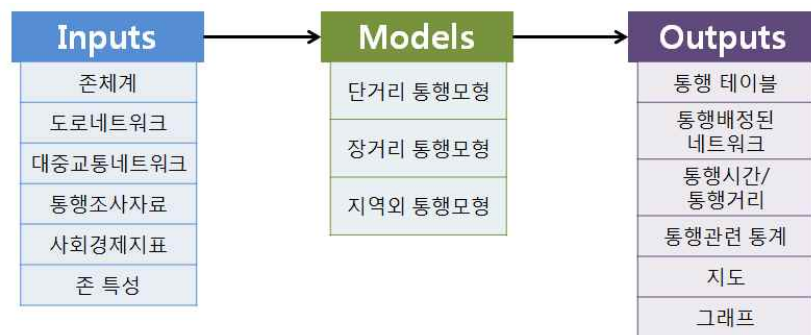 Inputs
존체계
도로네트워크
대중교통네트워크
통행조사자료
사회경제지표
존 특성
Models
단거리 통행모형
장거리 통행모형
지역외 통행모형
Outputs
통행 테이블
통행배정된
네트워크
통행시간/
통행거리
통행관련 통계
지도
그래프